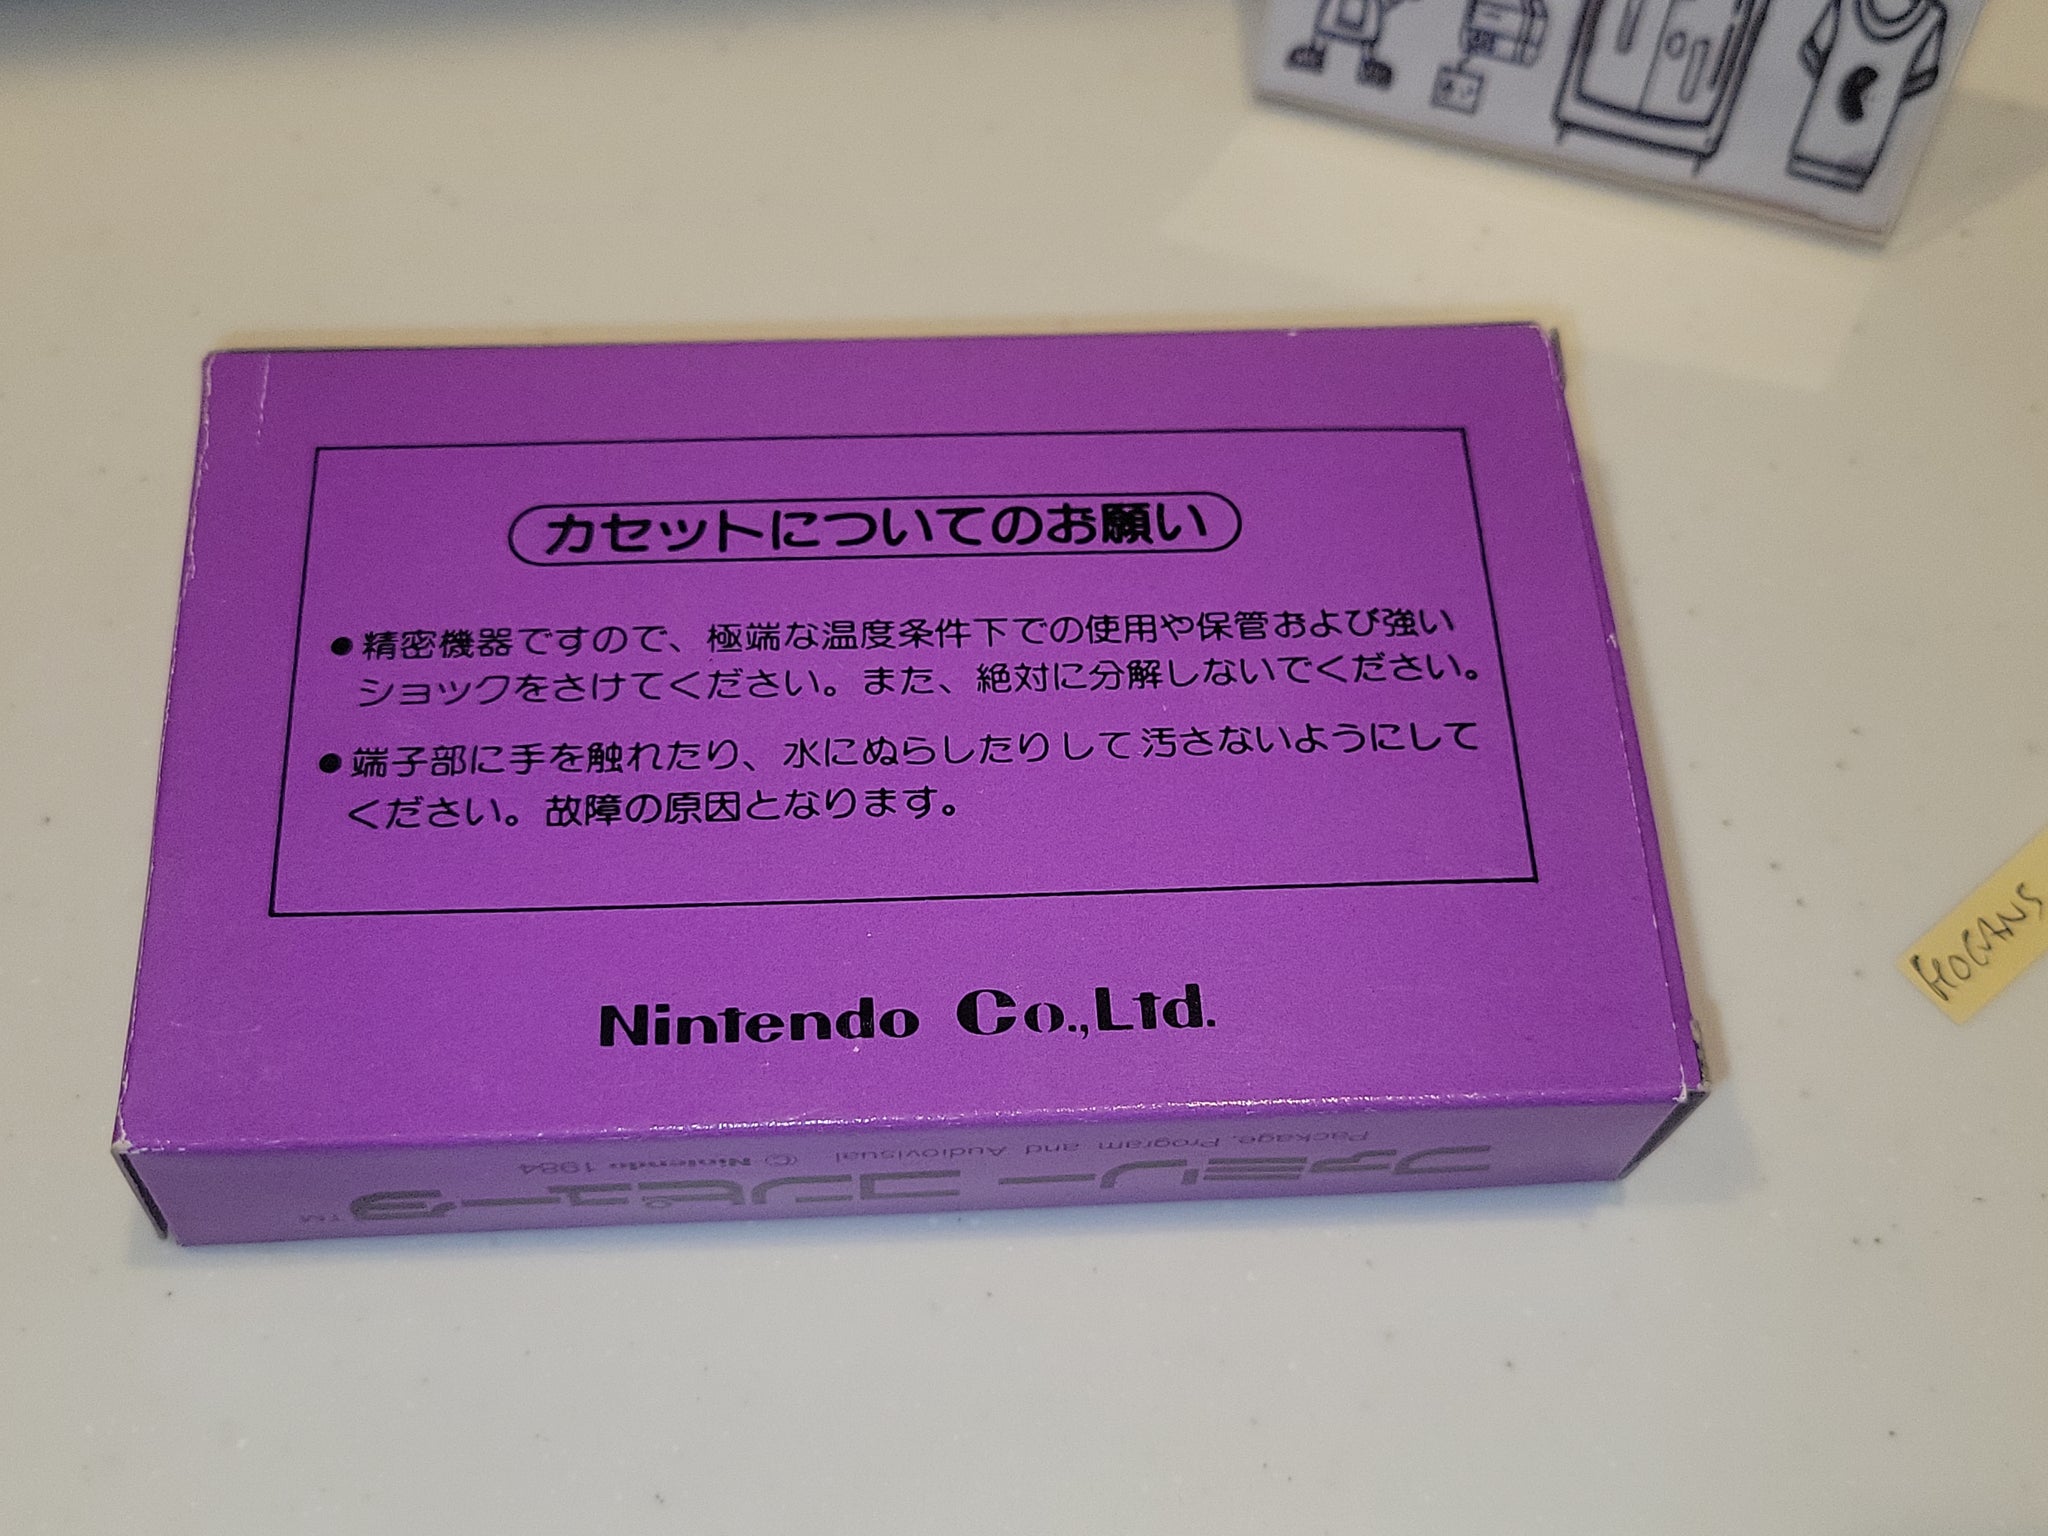 カセットについてのお願い
●精密機器ですので、極端な温度条件下での使用や保管および強い
ショックをさけてください。また、絶対に分解しないでください。
●端子部に手を触れたり、水にぬらしたりして汚さないようにして
ください。故障の原因となります。
Nintendo Co.,Ltd.
ファミリー コンピュータ™
Package, Program and Audiovisual © Nintendo 1984
HOGANS